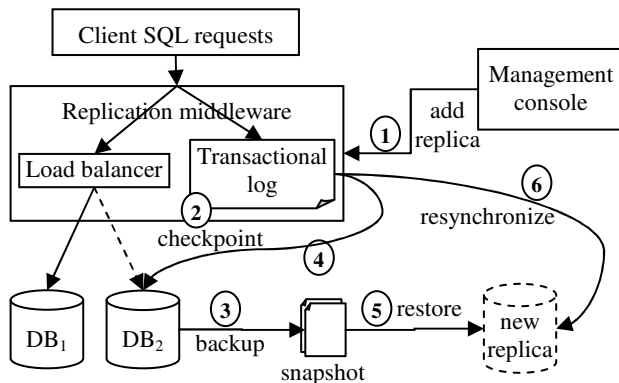 Client SQL requests
Management
console
Replication middleware
add
replica
1
Load balancer
Transactional
log
6
2
checkpoint
resynchronize
4
DB1
DB2
3
backup
snapshot
5
restore
new
replica